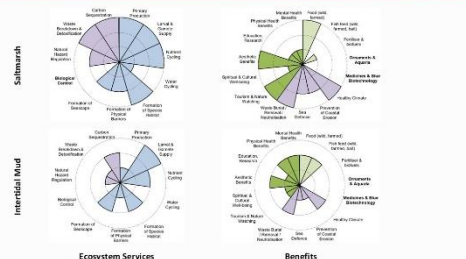 Saltmarsh
Carbon
Sequestration
Primary
Production
Waste
Breakdown &
Detoxification
Larval &
Gamete
Supply
Natural
Hazard
Regulation
Nutrient
Cycling
Biological
Control
Water
Cycling
Formation of
Seascape
Formation of
Physical
Barriers
Formation
of Species
Habitat
Mental Health
Benefits
Food (wild, farmed)
Physical Health
Benefits
Fish feed (wild,
farmed, bait)
Education,
Research
Fertiliser &
Biofuels
Aesthetic
Benefits
Ornaments &
Aquaria
Spiritual & Cultural
Wellbeing
Medicines & Blue
Biotechnology
Tourism & Nature
Watching
Healthy Climate
Waste Burial /
Removal /
Neutralisation
Sea
Defence
Prevention
of Coastal
Erosion
Intertidal Mud
Carbon
Sequestration
Primary
Production
Waste
Breakdown &
Detoxification
Larval &
Gamete
Supply
Natural
Hazard
Regulation
Nutrient
Cycling
Biological
Control
Water
Cycling
Formation of
Seascape
Formation of
Physical
Barriers
Formation of
Species
Habitat
Mental Health
Benefits
Food (wild, farmed)
Physical Health
Benefits
Fish feed (wild,
farmed, bait)
Education,
Research
Fertiliser &
Biofuels
Aesthetic
Benefits
Ornaments
& Aquaria
Spiritual &
Cultural
Well-being
Medicines & Blue
Biotechnology
Tourism & Nature
Watching
Healthy Climate
Waste Burial
/ Removal /
Neutralisation
Sea
Defence
Prevention of
Coastal
Erosion
Ecosystem Services
Benefits